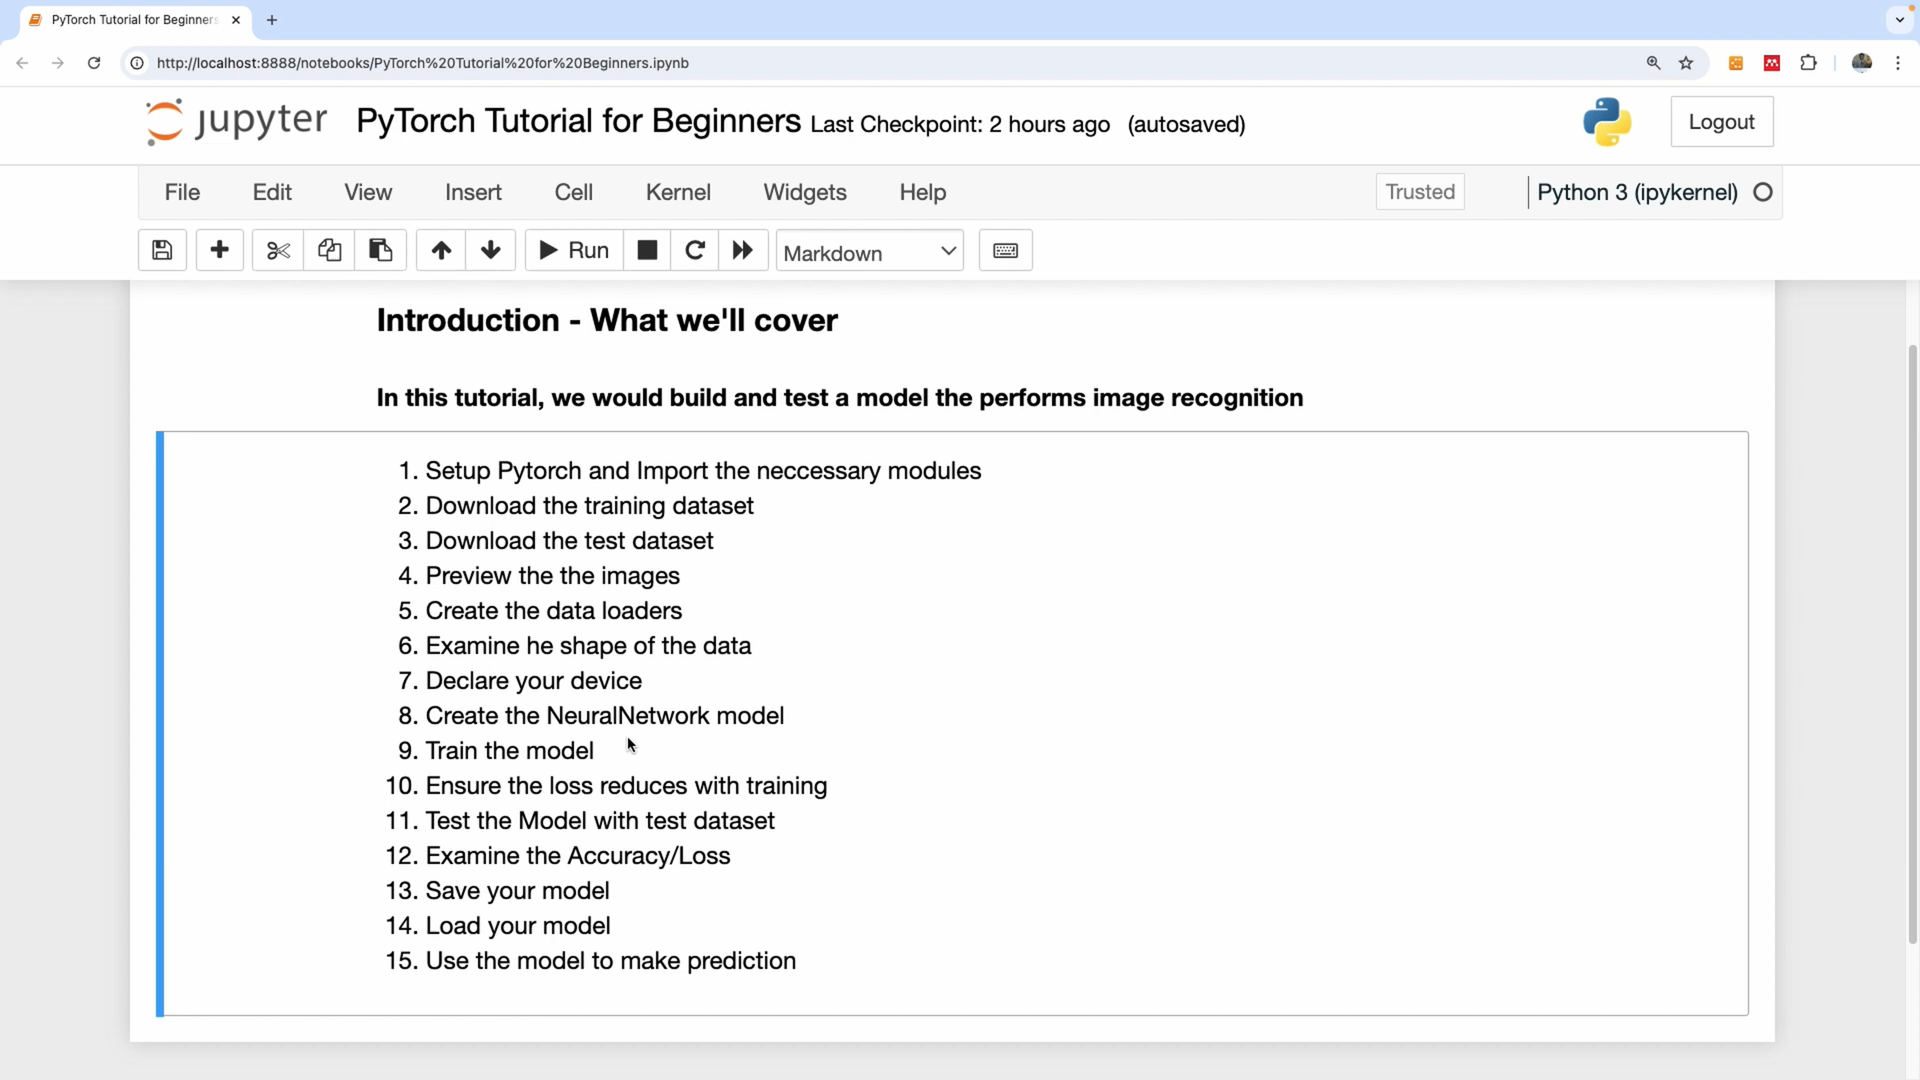 PyTorch Tutorial for Beginners
http://localhost:8888/notebooks/PyTorch%20Tutorial%20for%20Beginners.ipynb
jupyter PyTorch Tutorial for Beginners Last Checkpoint: 2 hours ago (autosaved) Logout
File Edit View Insert Cell Kernel Widgets Help Trusted Python 3 (ipykernel)
Run Markdown
Introduction - What we'll cover
In this tutorial, we would build and test a model the performs image recognition
1. Setup Pytorch and Import the neccessary modules
2. Download the training dataset
3. Download the test dataset
4. Preview the the images
5. Create the data loaders
6. Examine he shape of the data
7. Declare your device
8. Create the NeuralNetwork model
9. Train the model
10. Ensure the loss reduces with training
11. Test the Model with test dataset
12. Examine the Accuracy/Loss
13. Save your model
14. Load your model
15. Use the model to make prediction